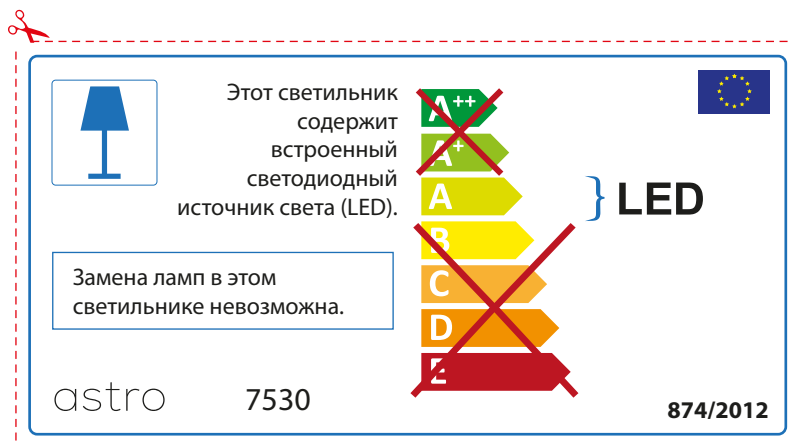 Этот светильник
содержит
встроенный
светодиодный
источник света (LED).
Замена ламп в этом
светильнике невозможна.
A++
A+
A
B
C
D
E
LED
astro
7530
874/2012